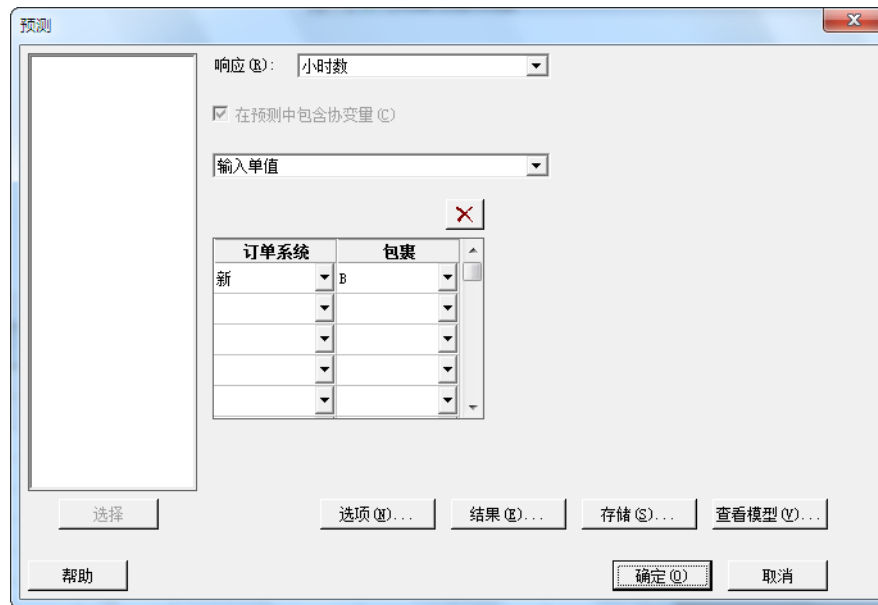 预测
响应(R): 小时数
在预测中包含协变量(C)
输入单值
订单系统 包裹
新 B
选择 选项(N)... 结果(E)... 存储(S)... 查看模型(V)...
帮助 确定(O) 取消